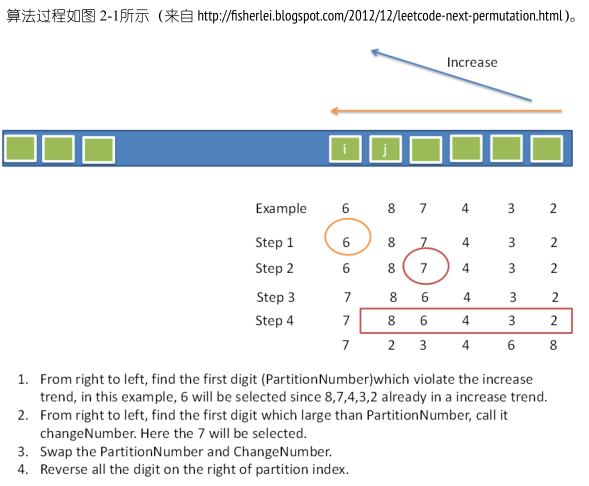 算法过程如图 2-1所示（来自 http://fisherlei.blogspot.com/2012/12/leetcode-next-permutation.html）。
Increase
i j
Example 6 8 7 4 3 2
Step 1 6 8 7 4 3 2
Step 2 6 8 7 4 3 2
Step 3 7 8 6 4 3 2
Step 4 7 8 6 4 3 2
7 2 3 4 6 8
1. From right to left, find the first digit (PartitionNumber)which violate the increase
trend, in this example, 6 will be selected since 8,7,4,3,2 already in a increase trend.
2. From right to left, find the first digit which large than PartitionNumber, call it
changeNumber. Here the 7 will be selected.
3. Swap the PartitionNumber and ChangeNumber.
4. Reverse all the digit on the right of partition index.